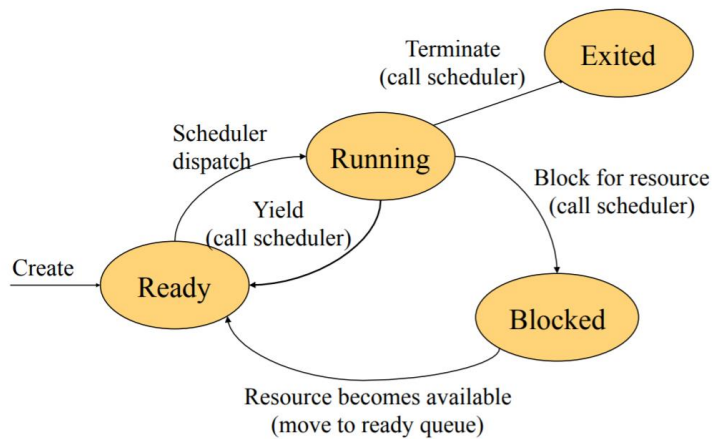 Terminate
(call scheduler)
Exited
Scheduler
dispatch
Running
Block for resource
(call scheduler)
Yield
(call scheduler)
Create
Ready
Blocked
Resource becomes available
(move to ready queue)